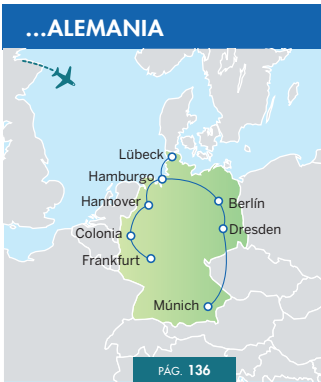 ...ALEMANIA
Lübeck
Hamburgo
Hannover
Berlín
Colonia
Dresden
Frankfurt
Múnich
PÁG. 136